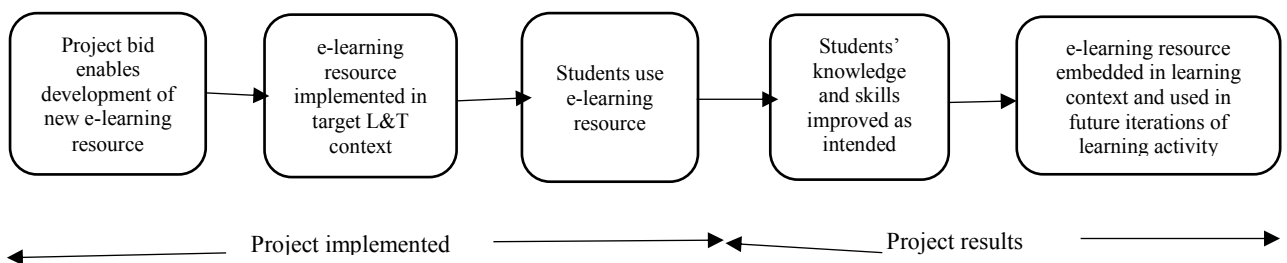 Project bid
enables
development of
new e-learning
resource
e-learning
resource
implemented in
target L&T
context
Students use
e-learning
resource
Students’
knowledge
and skills
improved as
intended
e-learning resource
embedded in learning
context and used in
future iterations of
learning activity
Project implemented
Project results